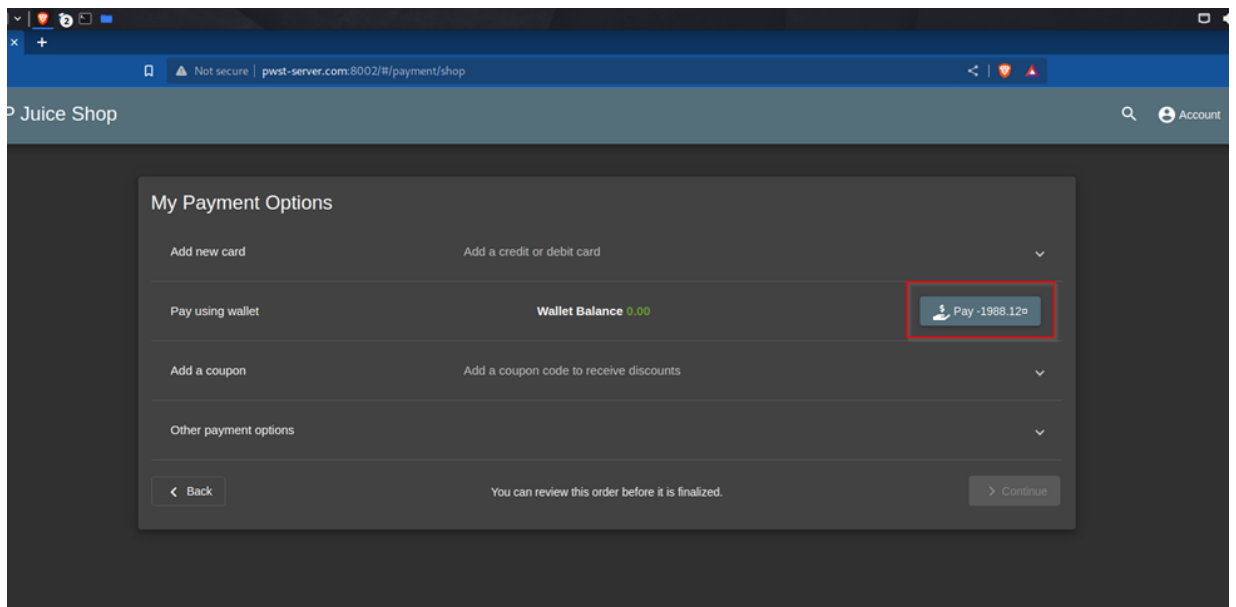 2
× +
Not secure | pwst-server.com:8002/#/payment/shop
P Juice Shop
Account
My Payment Options
Add new card Add a credit or debit card
Pay using wallet Wallet Balance 0.00 Pay -1988.12¤
Add a coupon Add a coupon code to receive discounts
Other payment options
Back You can review this order before it is finalized. Continue